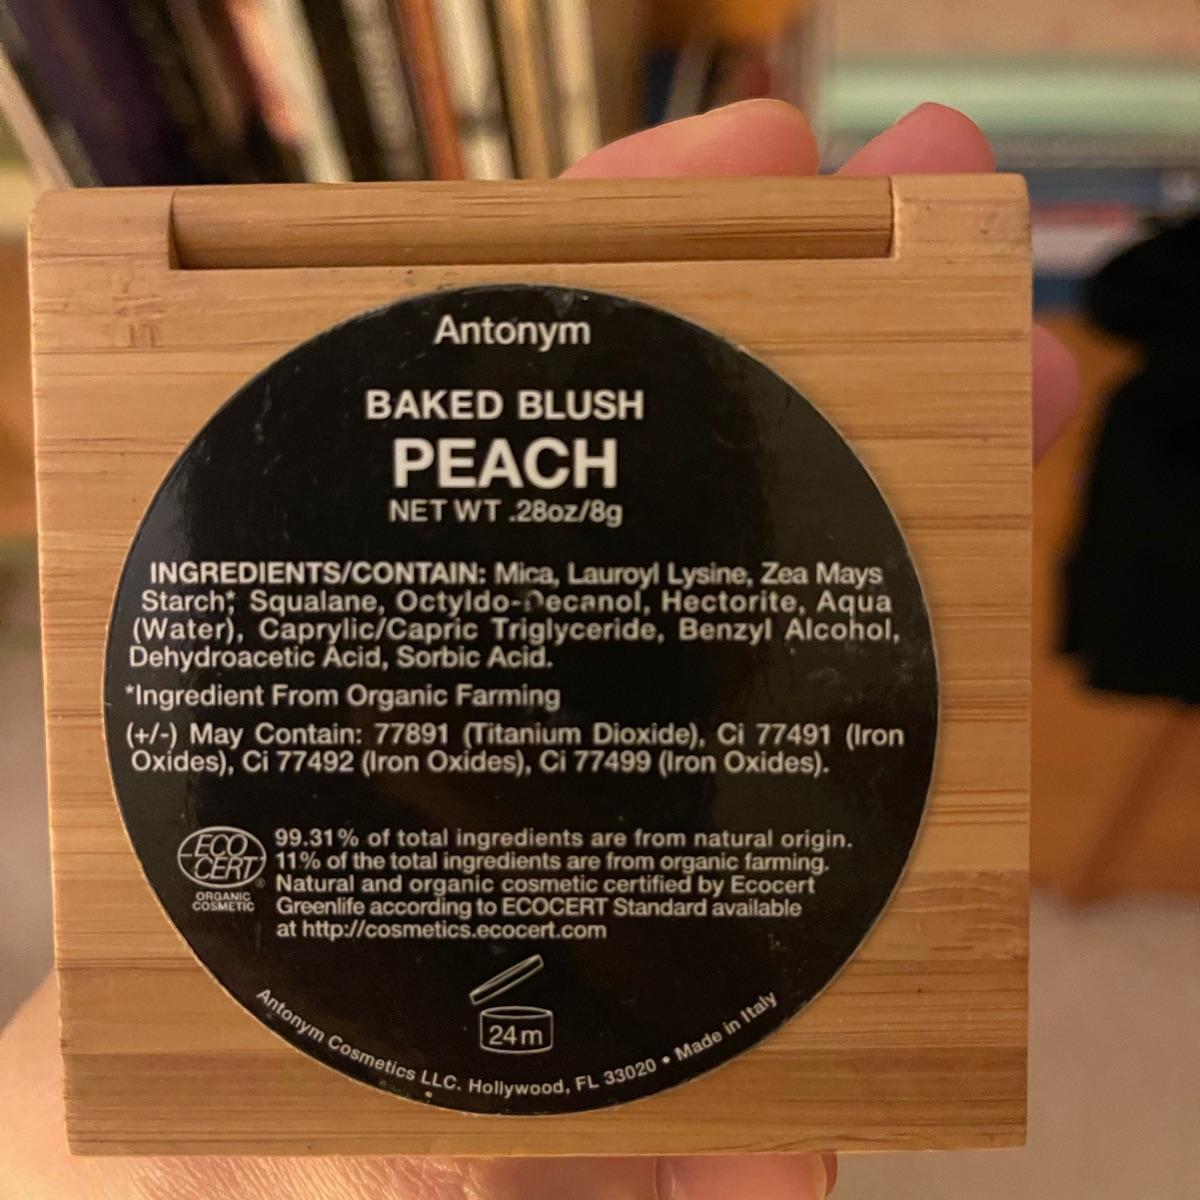 Antonym
BAKED BLUSH
PEACH
NET WT .28oz/8g
INGREDIENTS/CONTAIN: Mica, Lauroyl Lysine, Zea Mays
Starch*, Squalane, Octyldo-Decanol, Hectorite, Aqua
(Water), Caprylic/Capric Triglyceride, Benzyl Alcohol,
Dehydroacetic Acid, Sorbic Acid.
*Ingredient From Organic Farming
(+/-) May Contain: 77891 (Titanium Dioxide), Ci 77491 (Iron
Oxides), Ci 77492 (Iron Oxides), Ci 77499 (Iron Oxides).
ECO
CERT
®
ORGANIC
COSMETIC
99.31% of total ingredients are from natural origin.
11% of the total ingredients are from organic farming.
Natural and organic cosmetic certified by Ecocert
Greenlife according to ECOCERT Standard available
at http://cosmetics.ecocert.com
24m
Antonym Cosmetics LLC. Hollywood, FL 33020 • Made in Italy